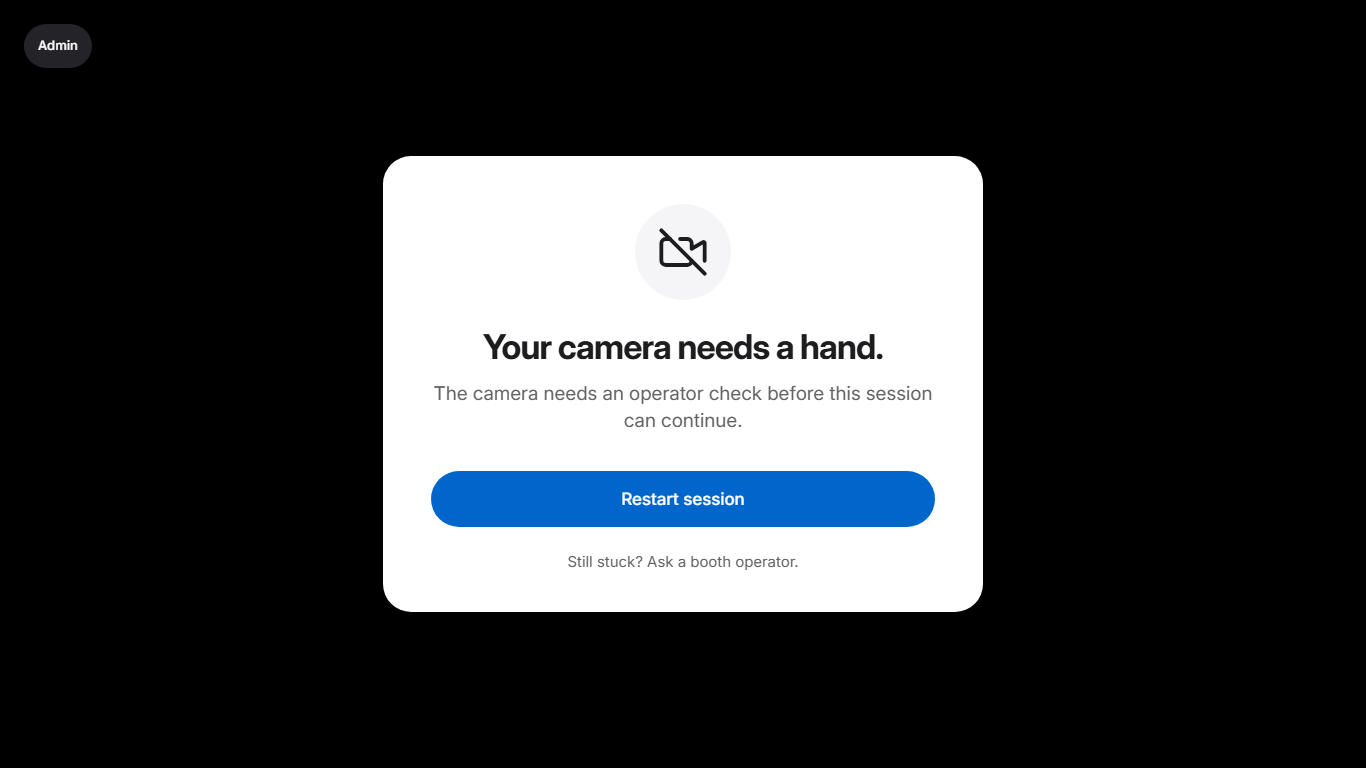 Admin
Your camera needs a hand.
The camera needs an operator check before this session
can continue.
Restart session
Still stuck? Ask a booth operator.